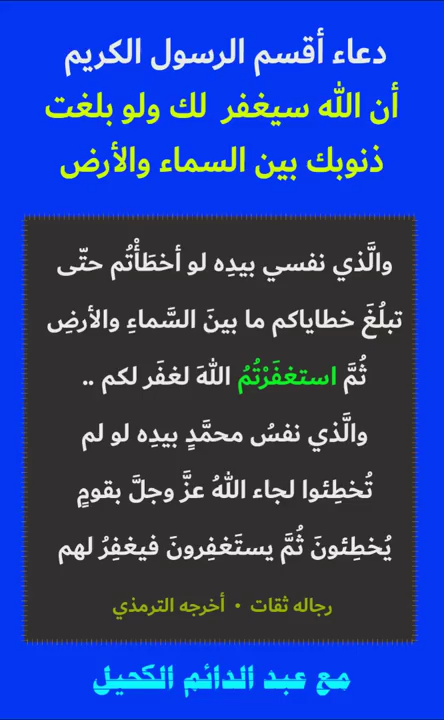 دعاء أقسم الرسول الكريم
أن الله سيغفر لك ولو بلغت
ذنوبك بين السماء والأرض
والَّذي نفسي بيدِه لو أخطَأْتُم حتّى
تبلُغَ خطاياكم ما بينَ السَّماءِ والأرضِ
ثُمَّ استغفَرْتُمُ اللهَ لغفَر لكم ..
والَّذي نفسُ محمَّدٍ بيدِه لو لم
تُخطِئوا لجاء اللهُ عزَّ وجلَّ بقومٍ
يُخطِئونَ ثُمَّ يستَغفِرونَ فيغفِرُ لهم
رجاله ثقات • أخرجه الترمذي
مع عبد الدائم الكحيل